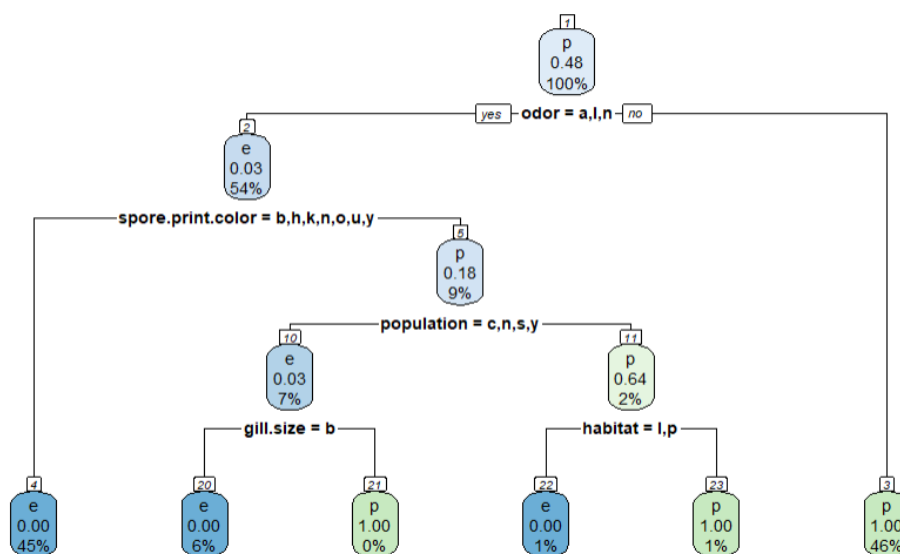 1
p
0.48
100%
yes odor = a,l,n no
2
e
0.03
54%
spore.print.color = b,h,k,n,o,u,y
5
p
0.18
9%
population = c,n,s,y
10
e
0.03
7%
11
p
0.64
2%
gill.size = b
habitat = l,p
4
e
0.00
45%
20
e
0.00
6%
21
p
1.00
0%
22
e
0.00
1%
23
p
1.00
1%
3
p
1.00
46%